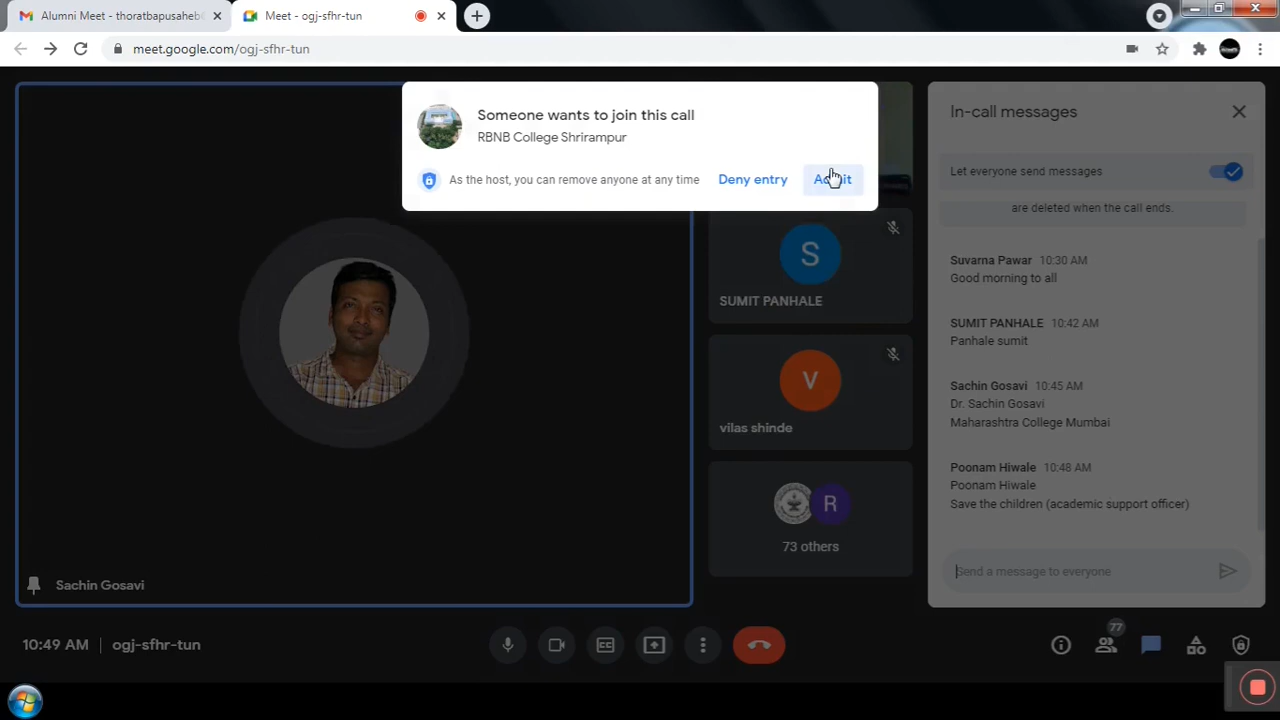 Alumni Meet - thoratbapusaheb
Meet - ogj-sfhr-tun
meet.google.com/ogj-sfhr-tun
Someone wants to join this call
RBNB College Shrirampur
As the host, you can remove anyone at any time
Deny entry
Admit
In-call messages
Let everyone send messages
are deleted when the call ends.
Suvarna Pawar 10:30 AM
Good morning to all
SUMIT PANHALE 10:42 AM
Panhale sumit
Sachin Gosavi 10:45 AM
Dr. Sachin Gosavi
Maharashtra College Mumbai
Poonam Hiwale 10:48 AM
Poonam Hiwale
Save the children (academic support officer)
Send a message to everyone
S
SUMIT PANHALE
V
vilas shinde
R
73 others
Sachin Gosavi
10:49 AM | ogj-sfhr-tun
77